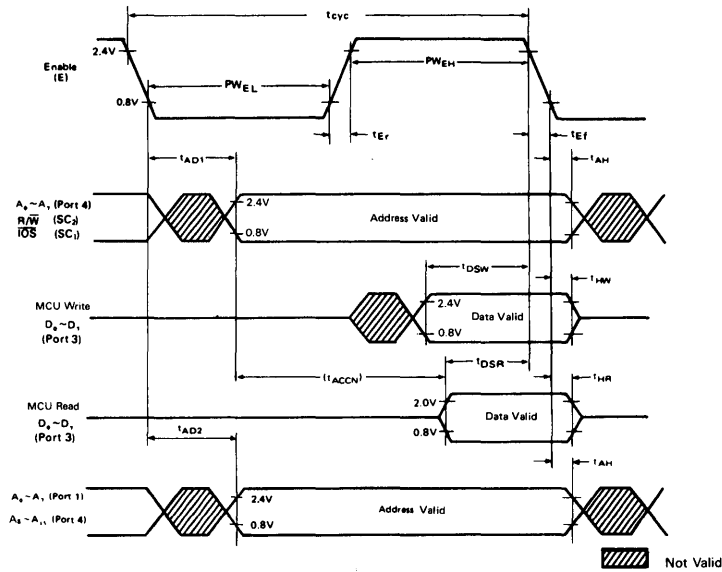 tcyc
2.4V
Enable
(E)
PWEL
PWEH
0.8V
tEr
tEf
tAD1
tAH
A₀~A₇ (Port 4)
R/W̅ (SC₂)
I̅O̅S̅ (SC₁)
2.4V
Address Valid
0.8V
tDSW
tHW
MCU Write
D₀~D₇
(Port 3)
2.4V
Data Valid
0.8V
(tACCN)
tDSR
tHR
MCU Read
D₀~D₇
(Port 3)
2.0V
Data Valid
0.8V
tAD2
tAH
A₀~A₇ (Port 1)
2.4V
Address Valid
A₈~A₁₁ (Port 4)
0.8V
Not Valid